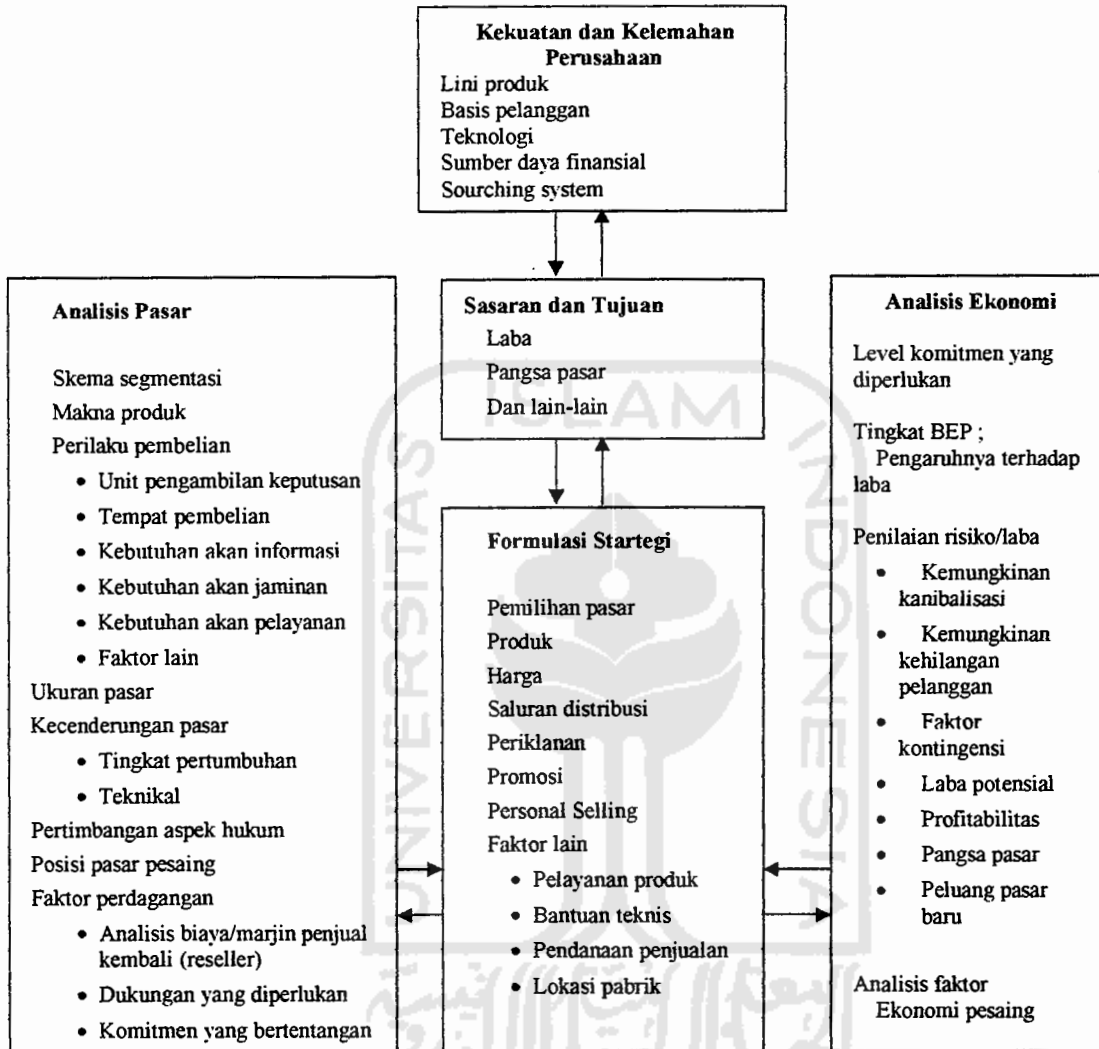 Kekuatan dan Kelemahan
Perusahaan
Lini produk
Basis pelanggan
Teknologi
Sumber daya finansial
Sourching system
Analisis Pasar
Skema segmentasi
Makna produk
Perilaku pembelian
• Unit pengambilan keputusan
• Tempat pembelian
• Kebutuhan akan informasi
• Kebutuhan akan jaminan
• Kebutuhan akan pelayanan
• Faktor lain
Ukuran pasar
Kecenderungan pasar
• Tingkat pertumbuhan
• Teknikal
Pertimbangan aspek hukum
Posisi pasar pesaing
Faktor perdagangan
• Analisis biaya/marjin penjual
kembali (reseller)
• Dukungan yang diperlukan
• Komitmen yang bertentangan
Sasaran dan Tujuan
Laba
Pangsa pasar
Dan lain-lain
Formulasi Startegi
Pemilihan pasar
Produk
Harga
Saluran distribusi
Periklanan
Promosi
Personal Selling
Faktor lain
• Pelayanan produk
• Bantuan teknis
• Pendanaan penjualan
• Lokasi pabrik
Analisis Ekonomi
Level komitmen yang
diperlukan
Tingkat BEP ;
Pengaruhnya terhadap
laba
Penilaian risiko/laba
• Kemungkinan
kanibalisasi
• Kemungkinan
kehilangan
pelanggan
• Faktor
kontingensi
• Laba potensial
• Profitabilitas
• Pangsa pasar
• Peluang pasar
baru
Analisis faktor
Ekonomi pesaing
UNIVERSITAS
ISLAM
INDONESIA